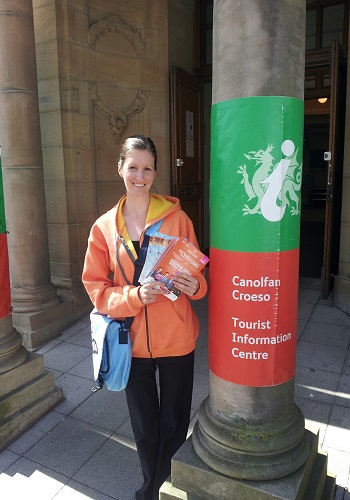 i
Canolfan
Croeso
Tourist
Information
Centre